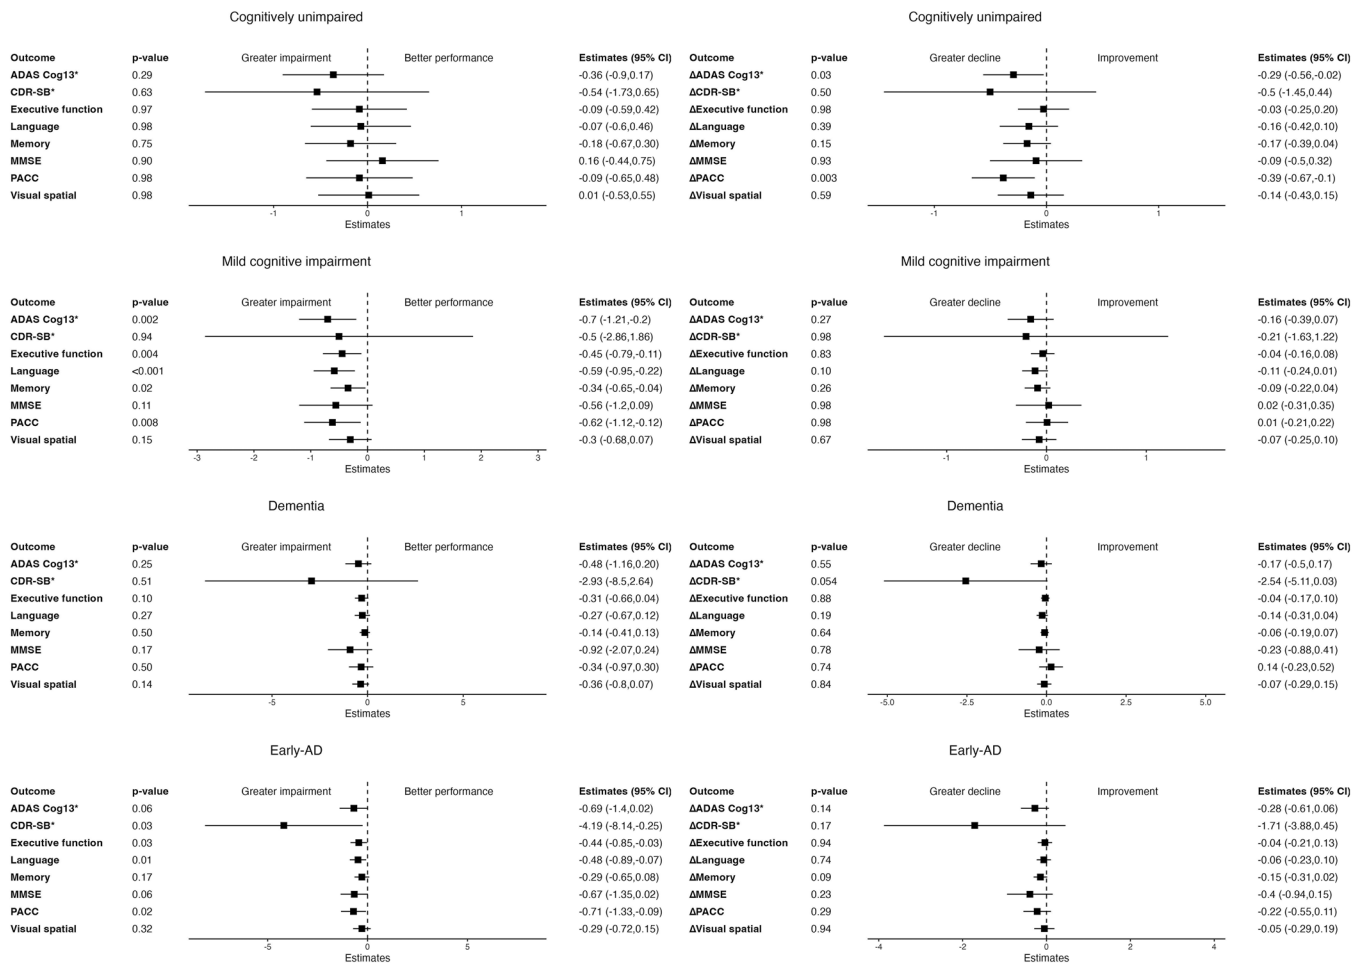 Cognitively unimpaired
Outcome p-value Greater impairment Better performance Estimates (95% CI)
ADAS Cog13* 0.29 -0.36 (-0.9,0.17)
CDR-SB* 0.63 -0.54 (-1.73,0.65)
Executive function 0.97 -0.09 (-0.59,0.42)
Language 0.98 -0.07 (-0.6,0.46)
Memory 0.75 -0.18 (-0.67,0.30)
MMSE 0.90 0.16 (-0.44,0.75)
PACC 0.98 -0.09 (-0.65,0.48)
Visual spatial 0.98 0.01 (-0.53,0.55)
-1 0 1
Estimates
Cognitively unimpaired
Outcome p-value Greater decline Improvement Estimates (95% CI)
ΔADAS Cog13* 0.03 -0.29 (-0.56,-0.02)
ΔCDR-SB* 0.50 -0.5 (-1.45,0.44)
ΔExecutive function 0.98 -0.03 (-0.25,0.20)
ΔLanguage 0.39 -0.16 (-0.42,0.10)
ΔMemory 0.15 -0.17 (-0.39,0.04)
ΔMMSE 0.93 -0.09 (-0.5,0.32)
ΔPACC 0.003 -0.39 (-0.67,-0.1)
ΔVisual spatial 0.59 -0.14 (-0.43,0.15)
-1 0 1
Estimates
Mild cognitive impairment
Outcome p-value Greater impairment Better performance Estimates (95% CI)
ADAS Cog13* 0.002 -0.7 (-1.21,-0.2)
CDR-SB* 0.94 -0.5 (-2.86,1.86)
Executive function 0.004 -0.45 (-0.79,-0.11)
Language <0.001 -0.59 (-0.95,-0.22)
Memory 0.02 -0.34 (-0.65,-0.04)
MMSE 0.11 -0.56 (-1.2,0.09)
PACC 0.008 -0.62 (-1.12,-0.12)
Visual spatial 0.15 -0.3 (-0.68,0.07)
-3 -2 -1 0 1 2 3
Estimates
Mild cognitive impairment
Outcome p-value Greater decline Improvement Estimates (95% CI)
ΔADAS Cog13* 0.27 -0.16 (-0.39,0.07)
ΔCDR-SB* 0.98 -0.21 (-1.63,1.22)
ΔExecutive function 0.83 -0.04 (-0.16,0.08)
ΔLanguage 0.10 -0.11 (-0.24,0.01)
ΔMemory 0.26 -0.09 (-0.22,0.04)
ΔMMSE 0.98 0.02 (-0.31,0.35)
ΔPACC 0.98 0.01 (-0.21,0.22)
ΔVisual spatial 0.67 -0.07 (-0.25,0.10)
-1 0 1
Estimates
Dementia
Outcome p-value Greater impairment Better performance Estimates (95% CI)
ADAS Cog13* 0.25 -0.48 (-1.16,0.20)
CDR-SB* 0.51 -2.93 (-8.5,2.64)
Executive function 0.10 -0.31 (-0.66,0.04)
Language 0.27 -0.27 (-0.67,0.12)
Memory 0.50 -0.14 (-0.41,0.13)
MMSE 0.17 -0.92 (-2.07,0.24)
PACC 0.50 -0.34 (-0.97,0.30)
Visual spatial 0.14 -0.36 (-0.8,0.07)
-5 0 5
Estimates
Dementia
Outcome p-value Greater decline Improvement Estimates (95% CI)
ΔADAS Cog13* 0.55 -0.17 (-0.5,0.17)
ΔCDR-SB* 0.054 -2.54 (-5.11,0.03)
ΔExecutive function 0.88 -0.04 (-0.17,0.10)
ΔLanguage 0.19 -0.14 (-0.31,0.04)
ΔMemory 0.64 -0.06 (-0.19,0.07)
ΔMMSE 0.78 -0.23 (-0.88,0.41)
ΔPACC 0.74 0.14 (-0.23,0.52)
ΔVisual spatial 0.84 -0.07 (-0.29,0.15)
-5.0 -2.5 0.0 2.5 5.0
Estimates
Early-AD
Outcome p-value Greater impairment Better performance Estimates (95% CI)
ADAS Cog13* 0.06 -0.69 (-1.4,0.02)
CDR-SB* 0.03 -4.19 (-8.14,-0.25)
Executive function 0.03 -0.44 (-0.85,-0.03)
Language 0.01 -0.48 (-0.89,-0.07)
Memory 0.17 -0.29 (-0.65,0.08)
MMSE 0.06 -0.67 (-1.35,0.02)
PACC 0.02 -0.71 (-1.33,-0.09)
Visual spatial 0.32 -0.29 (-0.72,0.15)
-5 0 5
Estimates
Early-AD
Outcome p-value Greater decline Improvement Estimates (95% CI)
ΔADAS Cog13* 0.14 -0.28 (-0.61,0.06)
ΔCDR-SB* 0.17 -1.71 (-3.88,0.45)
ΔExecutive function 0.94 -0.04 (-0.21,0.13)
ΔLanguage 0.74 -0.06 (-0.23,0.10)
ΔMemory 0.09 -0.15 (-0.31,0.02)
ΔMMSE 0.23 -0.4 (-0.94,0.15)
ΔPACC 0.29 -0.22 (-0.55,0.11)
ΔVisual spatial 0.94 -0.05 (-0.29,0.19)
-4 -2 0 2 4
Estimates